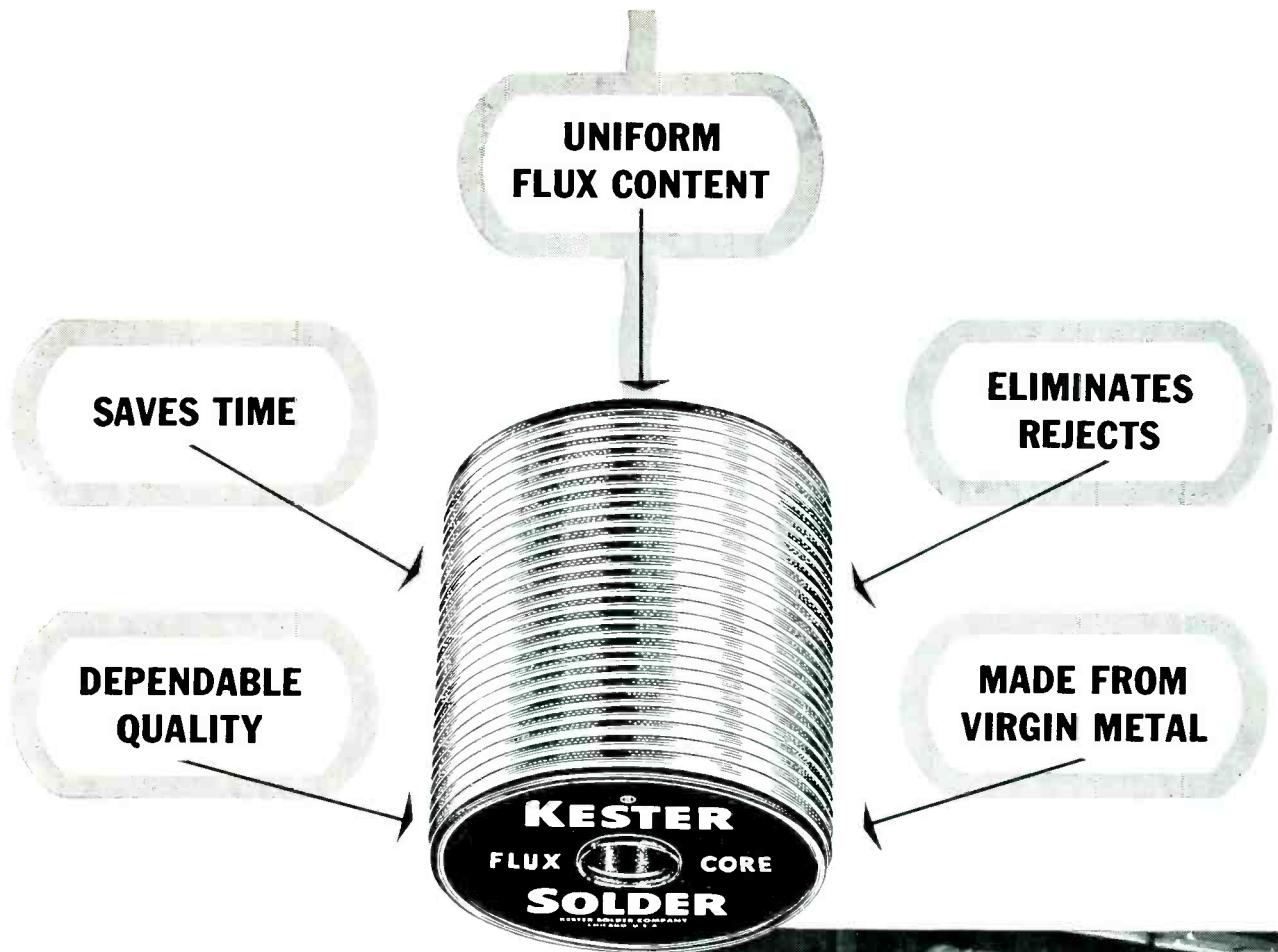 UNIFORM
FLUX CONTENT
SAVES TIME
ELIMINATES
REJECTS
DEPENDABLE
QUALITY
MADE FROM
VIRGIN METAL
KESTER®
FLUX CORE
SOLDER
KESTER SOLDER COMPANY
CHICAGO U.S.A.